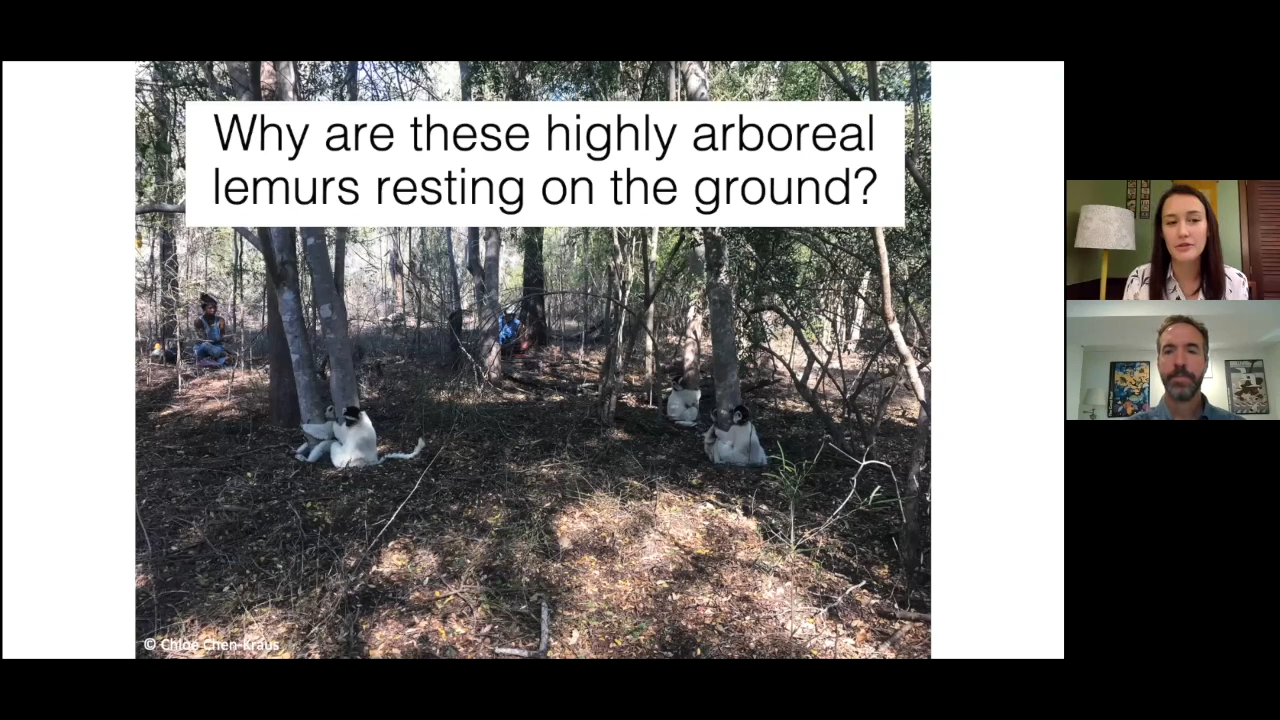 Why are these highly arboreal
lemurs resting on the ground?
© Chloe Chen-Kraus